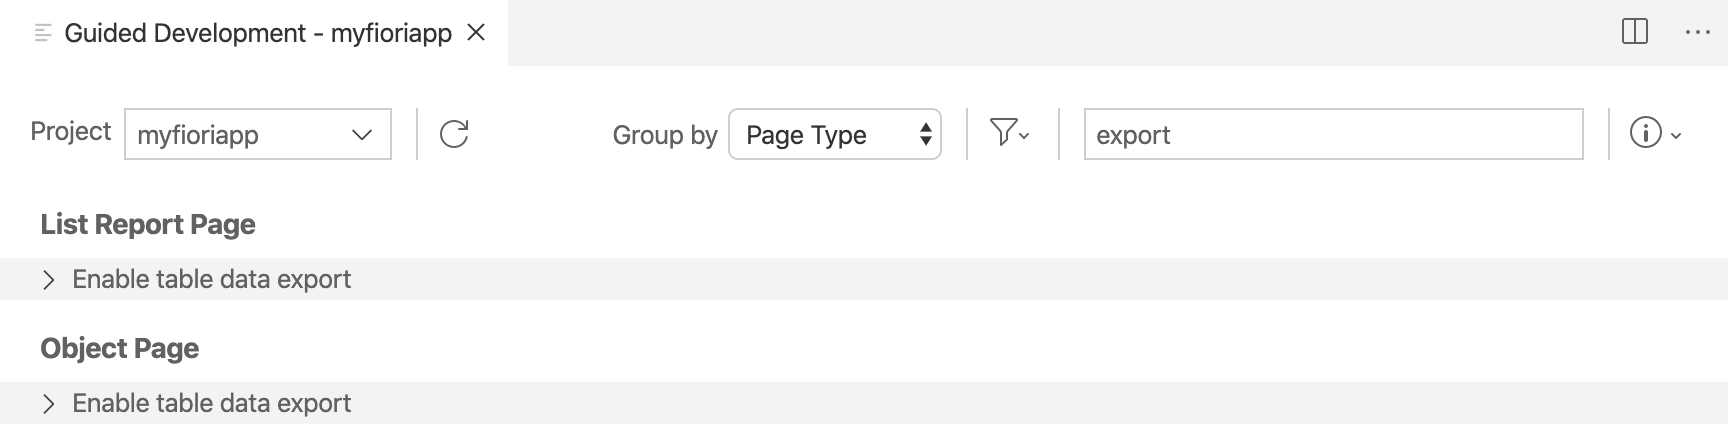 Guided Development - myfioriapp
Project myfioriapp Group by Page Type export
List Report Page
Enable table data export
Object Page
Enable table data export